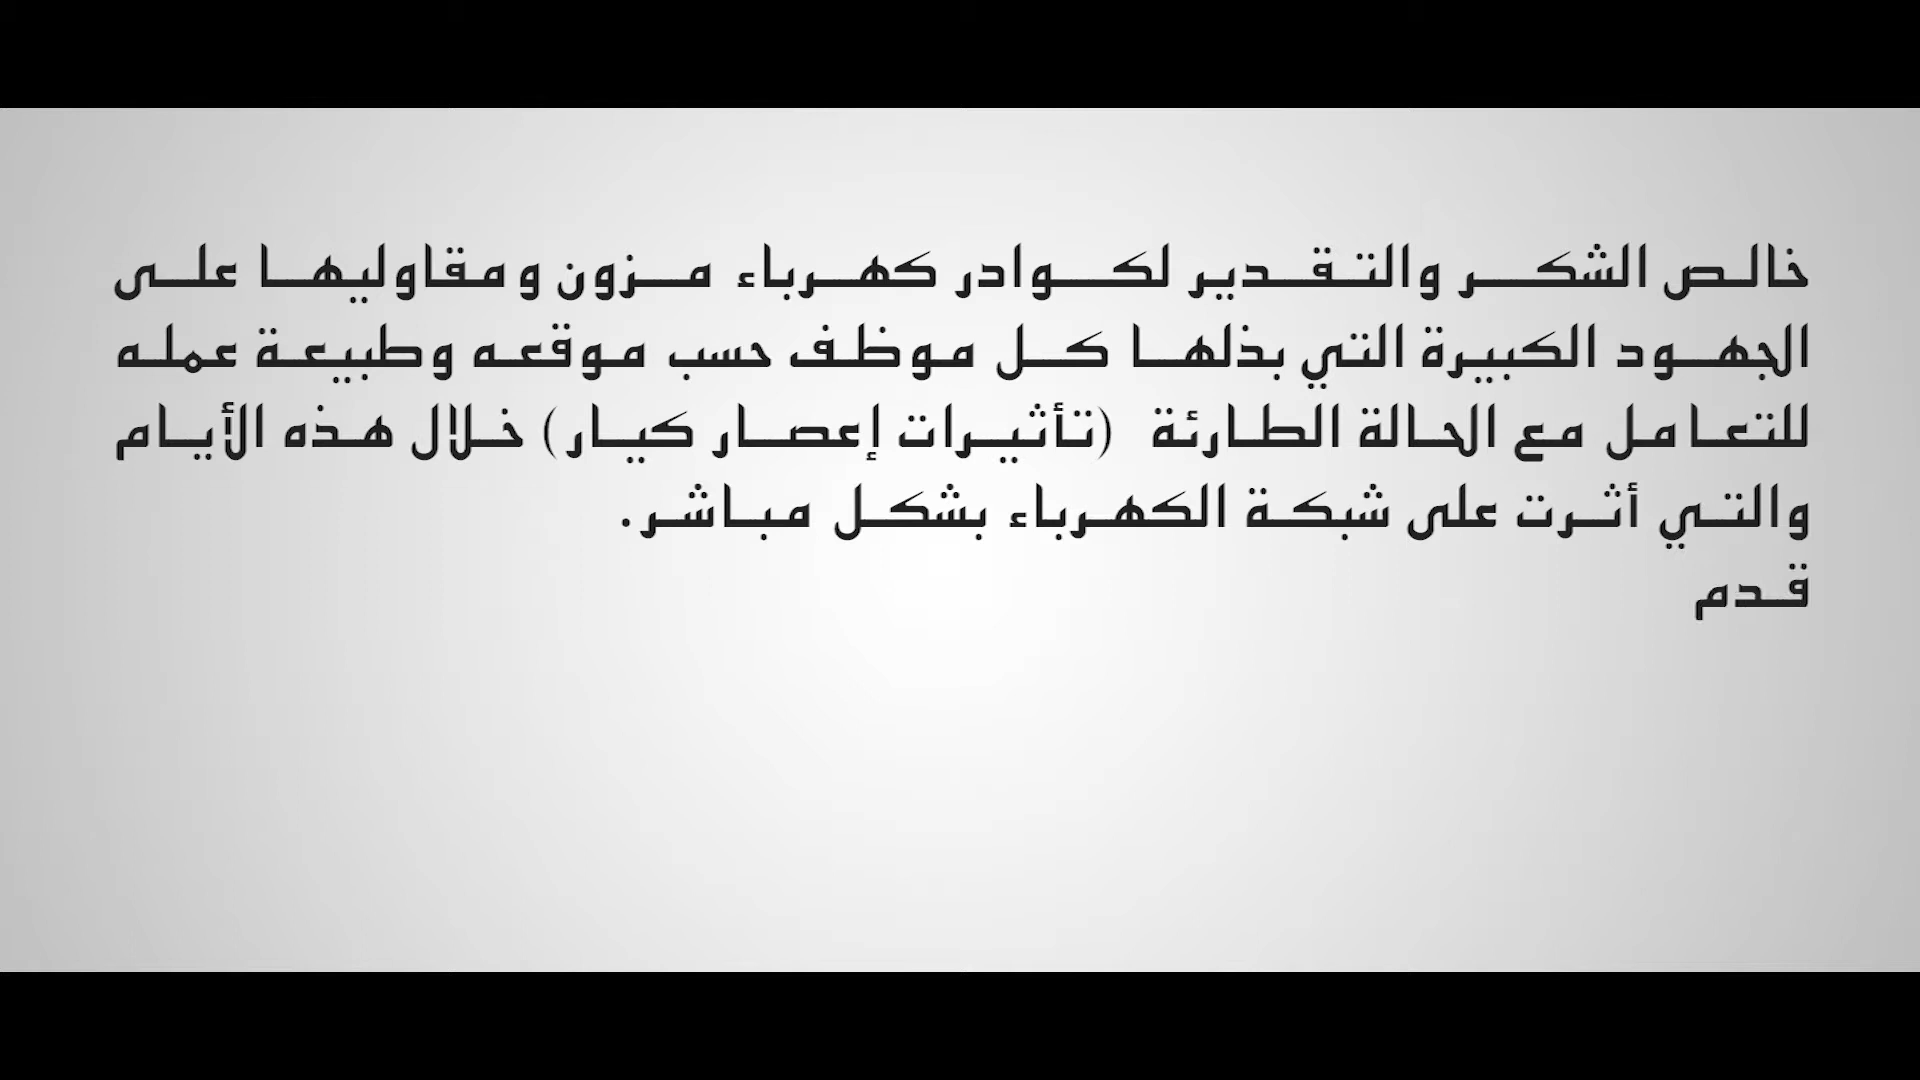 خالص الشكر والتقدير لكوادر كهرباء مزون ومقاوليها على
الجهود الكبيرة التي بذلها كل موظف حسب موقعه وطبيعة عمله
للتعامل مع الحالة الطارئة (تأثيرات إعصار كيار) خلال هذه الأيام
والتي أثرت على شبكة الكهرباء بشكل مباشر.
قدم